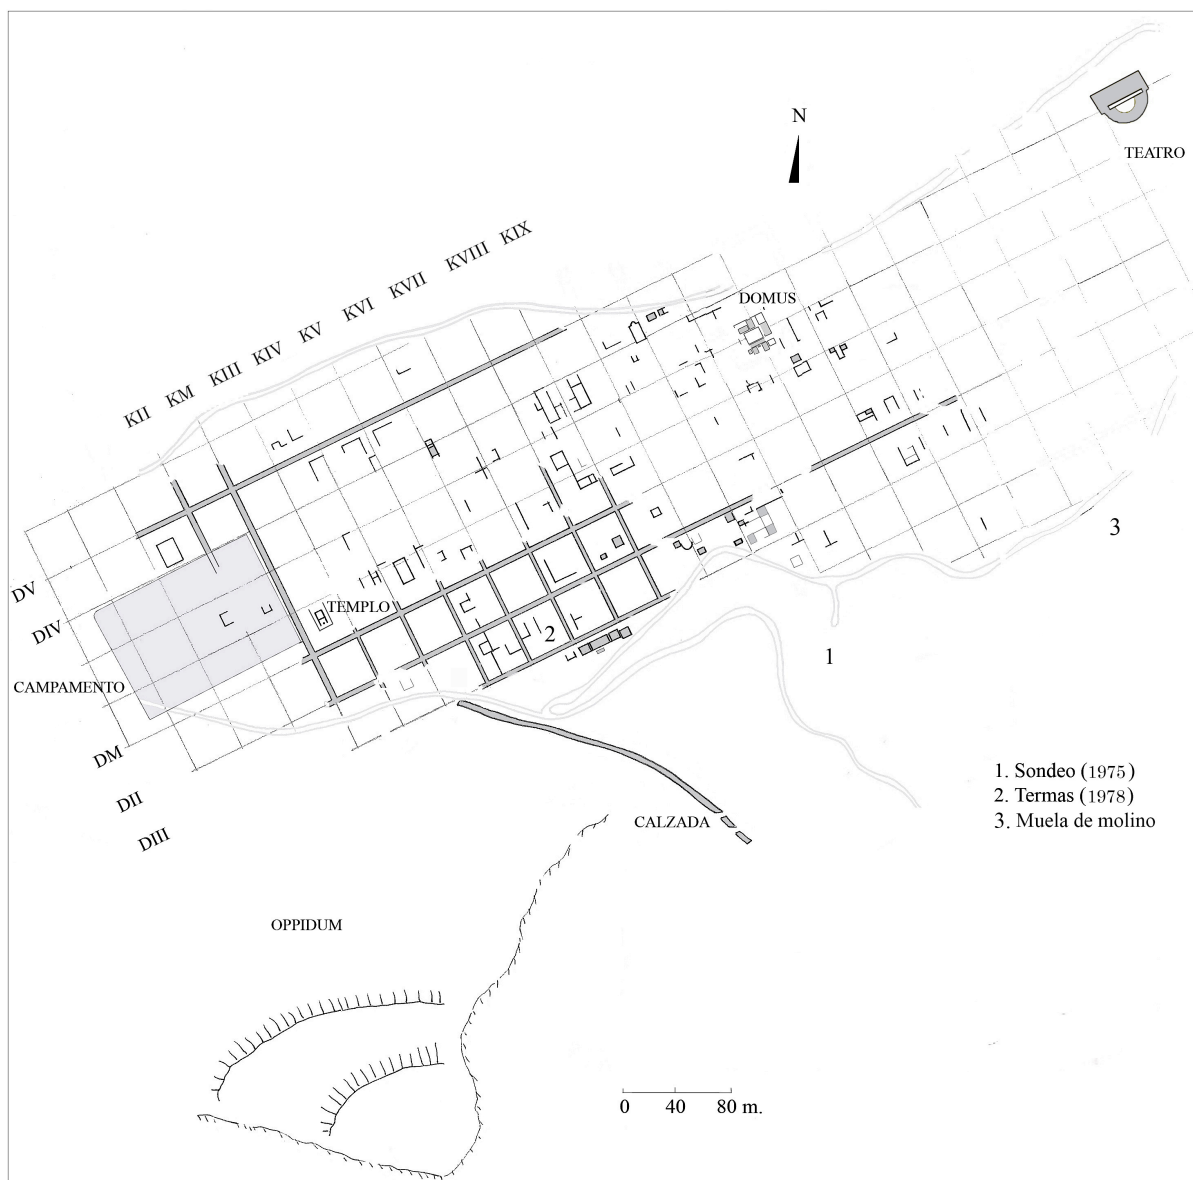 N
TEATRO
KII KM KIII KIV KV KVI KVII KVIII KIX
DOMUS
DV
DIV
TEMPLO
CAMPAMENTO
DM
DII
DIII
2
1
3
1. Sondeo (1975)
2. Termas (1978)
3. Muela de molino
CALZADA
OPPIDUM
0 40 80 m.